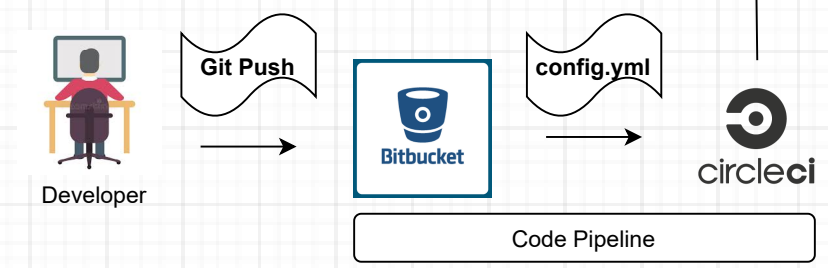 Git Push
config.yml
Bitbucket
circleci
Developer
Code Pipeline